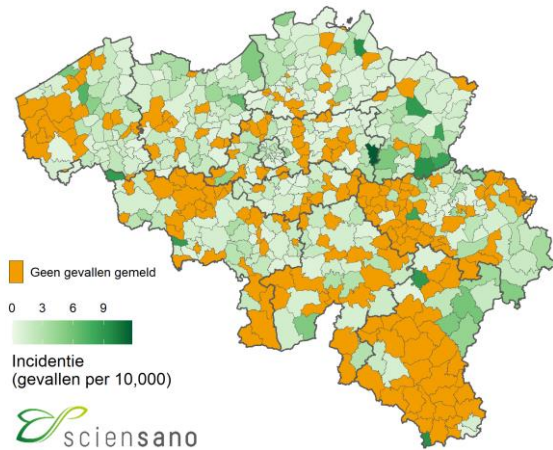 Geen gevallen gemeld
0 3 6 9
Incidentie
(gevallen per 10,000)
sciensano